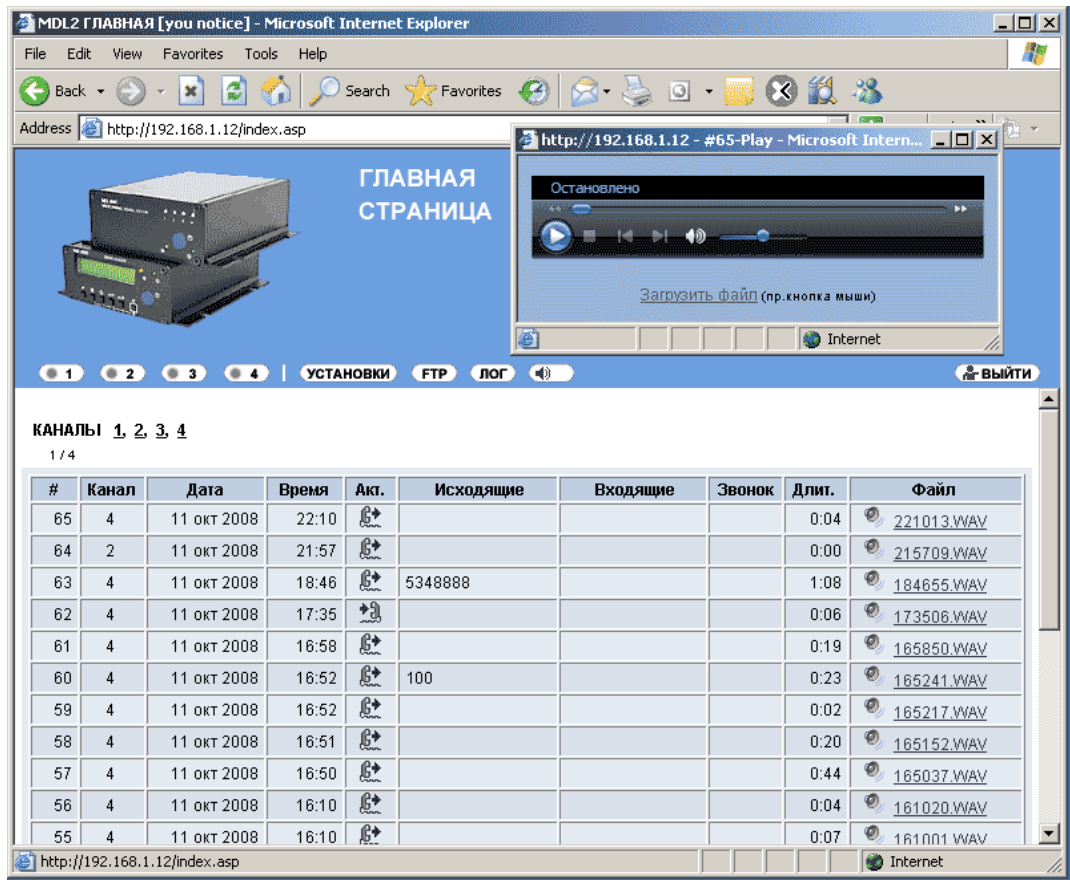 MDL2 ГЛАВНАЯ [you notice] - Microsoft Internet Explorer
File Edit View Favorites Tools Help
Back Search Favorites
Address http://192.168.1.12/index.asp
http://192.168.1.12 - #65-Play - Microsoft Intern...
ГЛАВНАЯ
СТРАНИЦА
Остановлено
Загрузить файл (пр.кнопка мыши)
Internet
1 2 3 4 | УСТАНОВКИ FTP ЛОГ ВЫЙТИ
КАНАЛЫ 1, 2, 3, 4
1 / 4
# Канал Дата Время Акт. Исходящие Входящие Звонок Длит. Файл
65 4 11 окт 2008 22:10 0:04 221013.WAV
64 2 11 окт 2008 21:57 0:00 215709.WAV
63 4 11 окт 2008 18:46 5348888 1:08 184655.WAV
62 4 11 окт 2008 17:35 0:06 173506.WAV
61 4 11 окт 2008 16:58 0:19 165850.WAV
60 4 11 окт 2008 16:52 100 0:23 165241.WAV
59 4 11 окт 2008 16:52 0:02 165217.WAV
58 4 11 окт 2008 16:51 0:20 165152.WAV
57 4 11 окт 2008 16:50 0:44 165037.WAV
56 4 11 окт 2008 16:10 0:04 161020.WAV
55 4 11 окт 2008 16:10 0:07 161001.WAV
http://192.168.1.12/index.asp Internet